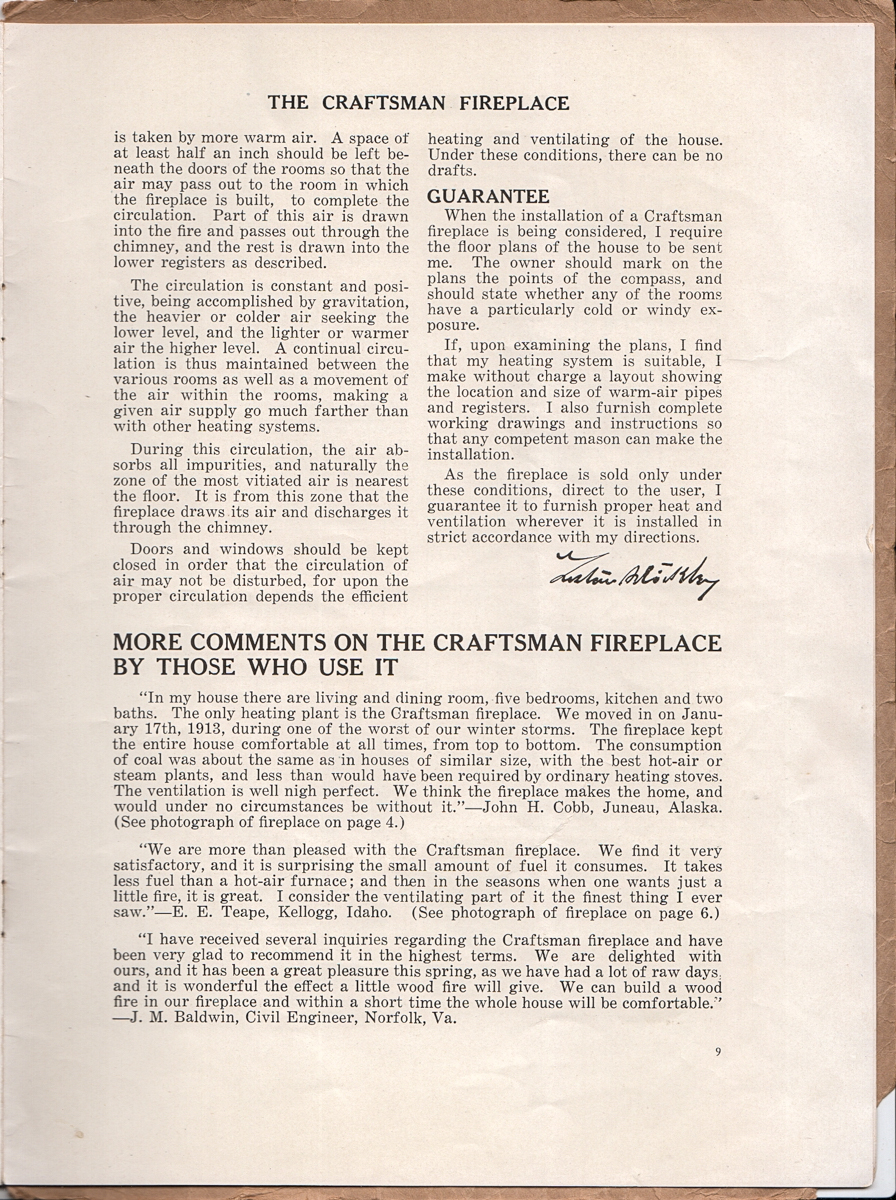 THE CRAFTSMAN FIREPLACE
is taken by more warm air. A space of
at least half an inch should be left be-
neath the doors of the rooms so that the
air may pass out to the room in which
the fireplace is built, to complete the
circulation. Part of this air is drawn
into the fire and passes out through the
chimney, and the rest is drawn into the
lower registers as described.
The circulation is constant and posi-
tive, being accomplished by gravitation,
the heavier or colder air seeking the
lower level, and the lighter or warmer
air the higher level. A continual circu-
lation is thus maintained between the
various rooms as well as a movement of
the air within the rooms, making a
given air supply go much farther than
with other heating systems.
During this circulation, the air ab-
sorbs all impurities, and naturally the
zone of the most vitiated air is nearest
the floor. It is from this zone that the
fireplace draws its air and discharges it
through the chimney.
Doors and windows should be kept
closed in order that the circulation of
air may not be disturbed, for upon the
proper circulation depends the efficient
heating and ventilating of the house.
Under these conditions, there can be no
drafts.
GUARANTEE
When the installation of a Craftsman
fireplace is being considered, I require
the floor plans of the house to be sent
me. The owner should mark on the
plans the points of the compass, and
should state whether any of the rooms
have a particularly cold or windy ex-
posure.
If, upon examining the plans, I find
that my heating system is suitable, I
make without charge a layout showing
the location and size of warm-air pipes
and registers. I also furnish complete
working drawings and instructions so
that any competent mason can make the
installation.
As the fireplace is sold only under
these conditions, direct to the user, I
guarantee it to furnish proper heat and
ventilation wherever it is installed in
strict accordance with my directions.
MORE COMMENTS ON THE CRAFTSMAN FIREPLACE
BY THOSE WHO USE IT
"In my house there are living and dining room, five bedrooms, kitchen and two
baths. The only heating plant is the Craftsman fireplace. We moved in on Janu-
ary 17th, 1913, during one of the worst of our winter storms. The fireplace kept
the entire house comfortable at all times, from top to bottom. The consumption
of coal was about the same as in houses of similar size, with the best hot-air or
steam plants, and less than would have been required by ordinary heating stoves.
The ventilation is well nigh perfect. We think the fireplace makes the home, and
would under no circumstances be without it."—John H. Cobb, Juneau, Alaska.
(See photograph of fireplace on page 4.)
"We are more than pleased with the Craftsman fireplace. We find it very
satisfactory, and it is surprising the small amount of fuel it consumes. It takes
less fuel than a hot-air furnace; and then in the seasons when one wants just a
little fire, it is great. I consider the ventilating part of it the finest thing I ever
saw."—E. E. Teape, Kellogg, Idaho. (See photograph of fireplace on page 6.)
"I have received several inquiries regarding the Craftsman fireplace and have
been very glad to recommend it in the highest terms. We are delighted with
ours, and it has been a great pleasure this spring, as we have had a lot of raw days,
and it is wonderful the effect a little wood fire will give. We can build a wood
fire in our fireplace and within a short time the whole house will be comfortable."
—J. M. Baldwin, Civil Engineer, Norfolk, Va.
9